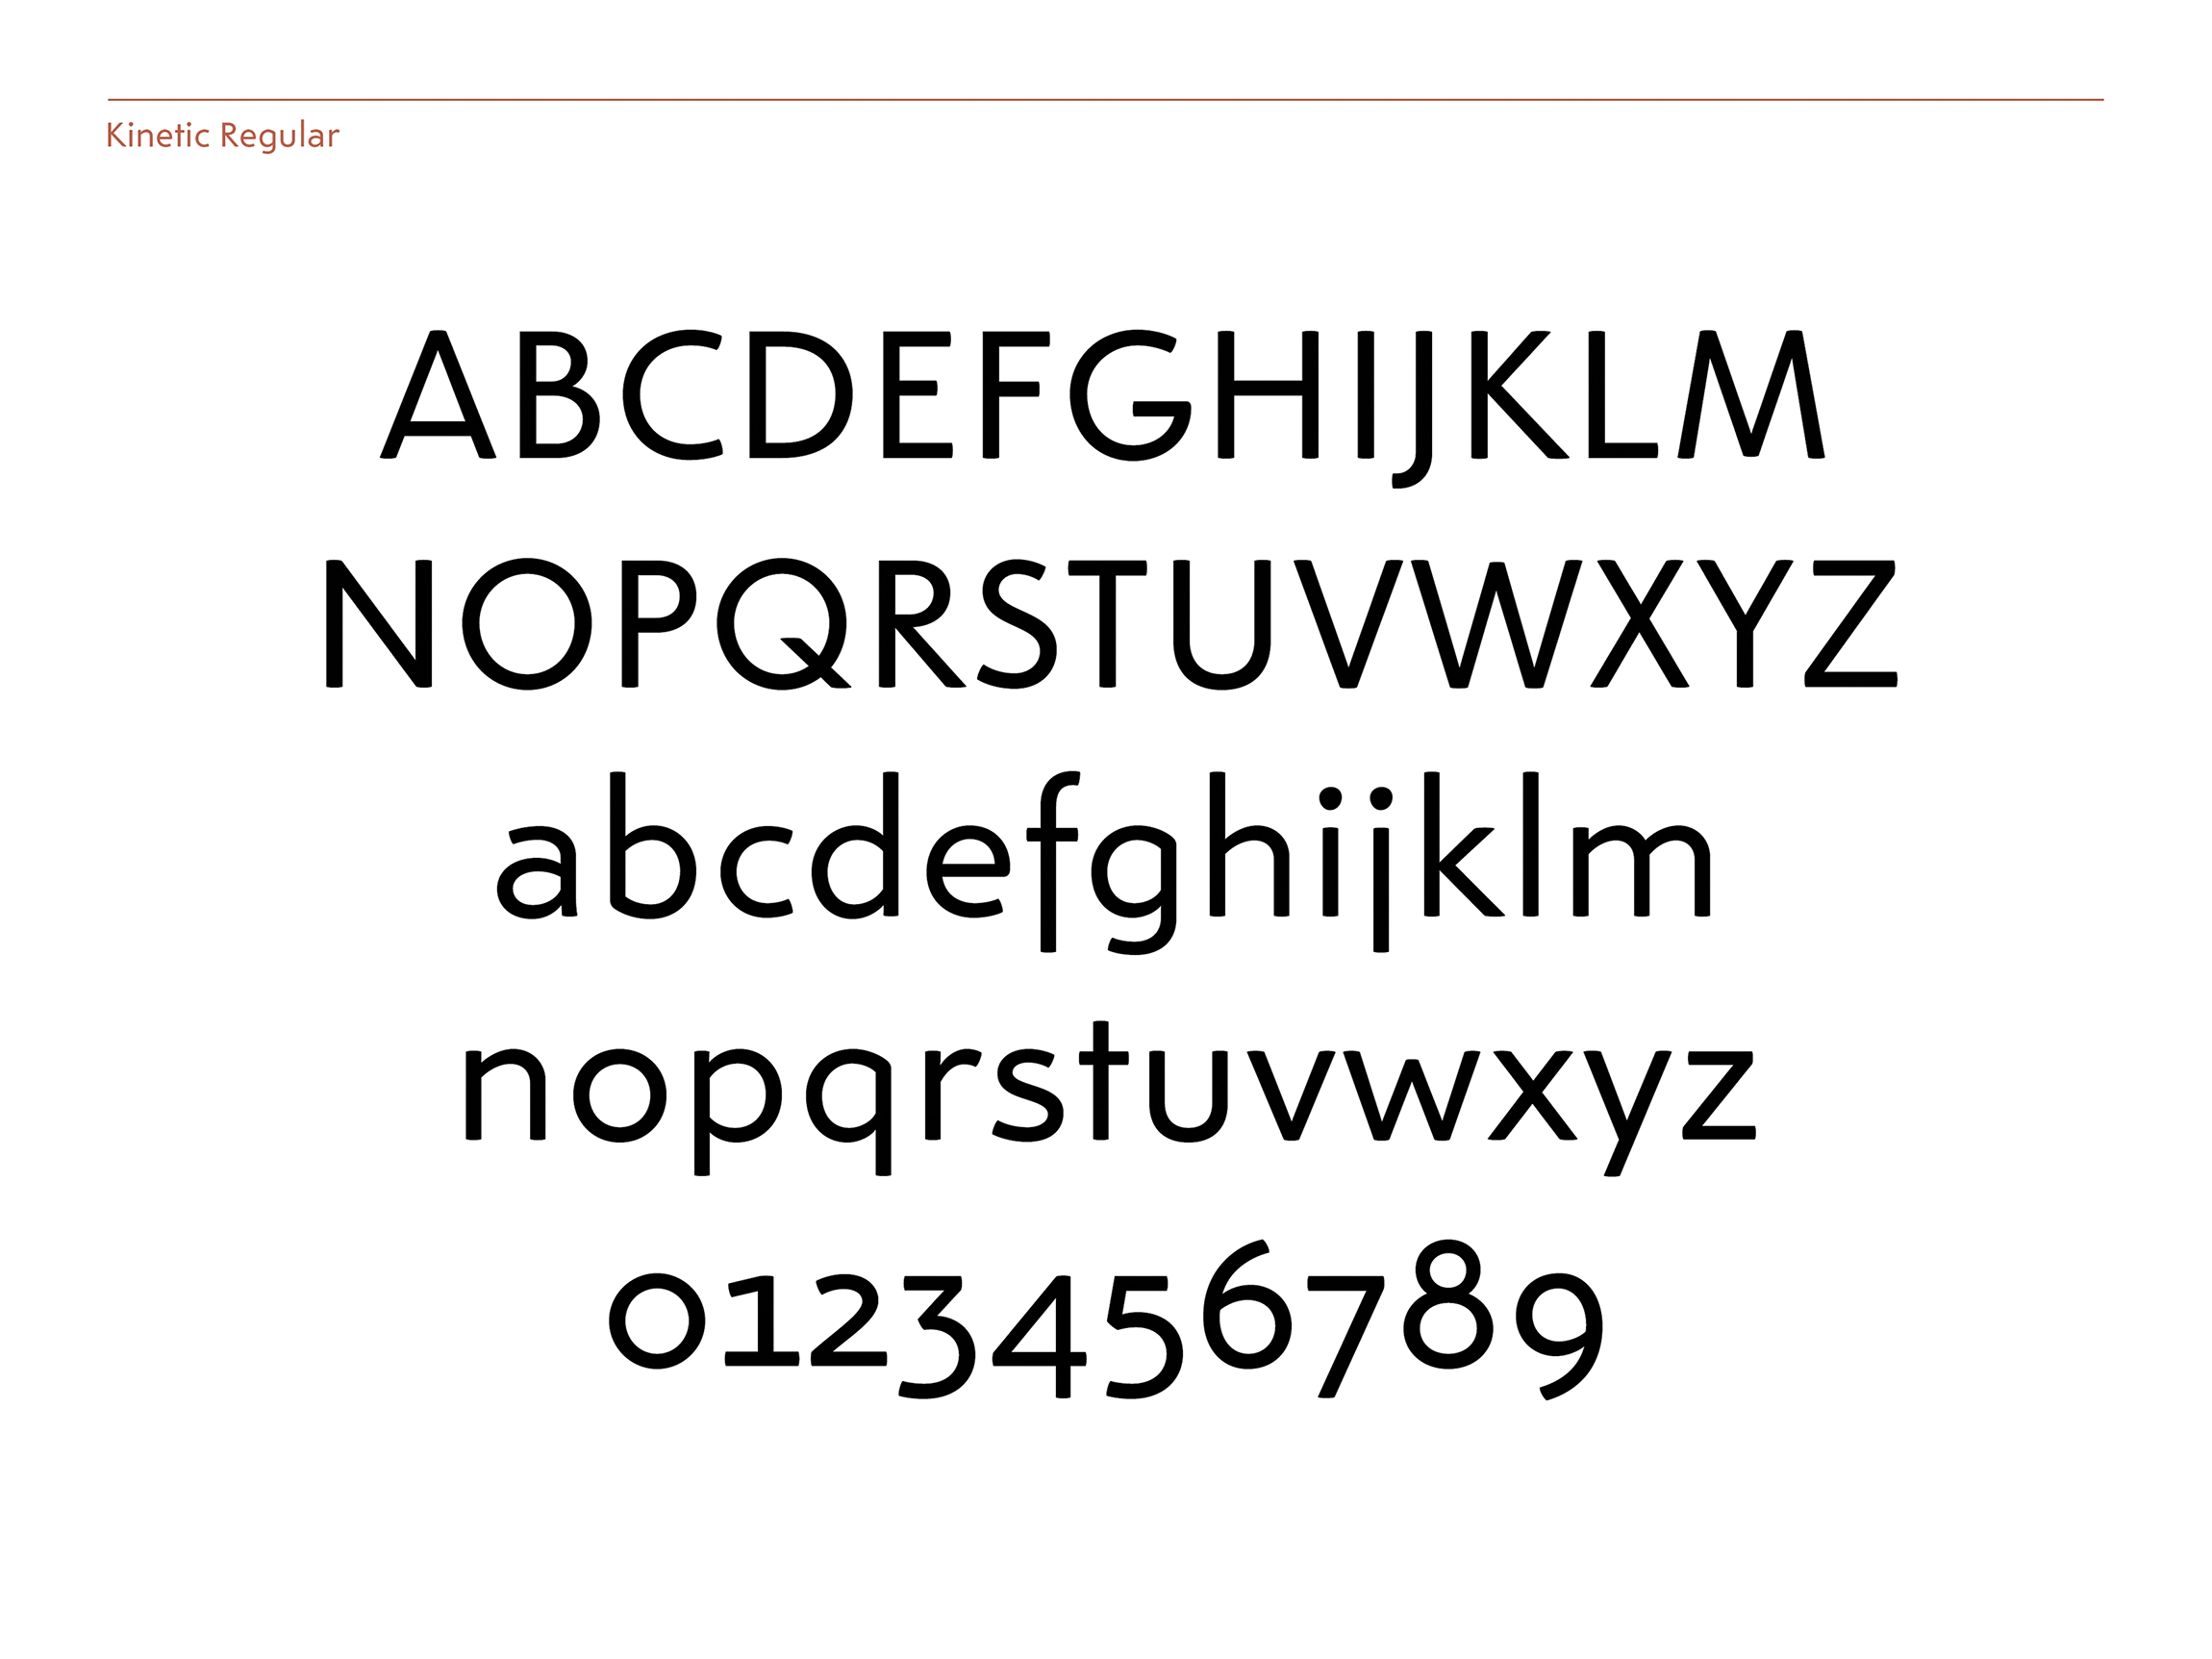 Kinetic Regular
ABCDEFGHIJKLM
NOPQRSTUVWXYZ
abcdefghijklm
nopqrstuvwxyz
0123456789